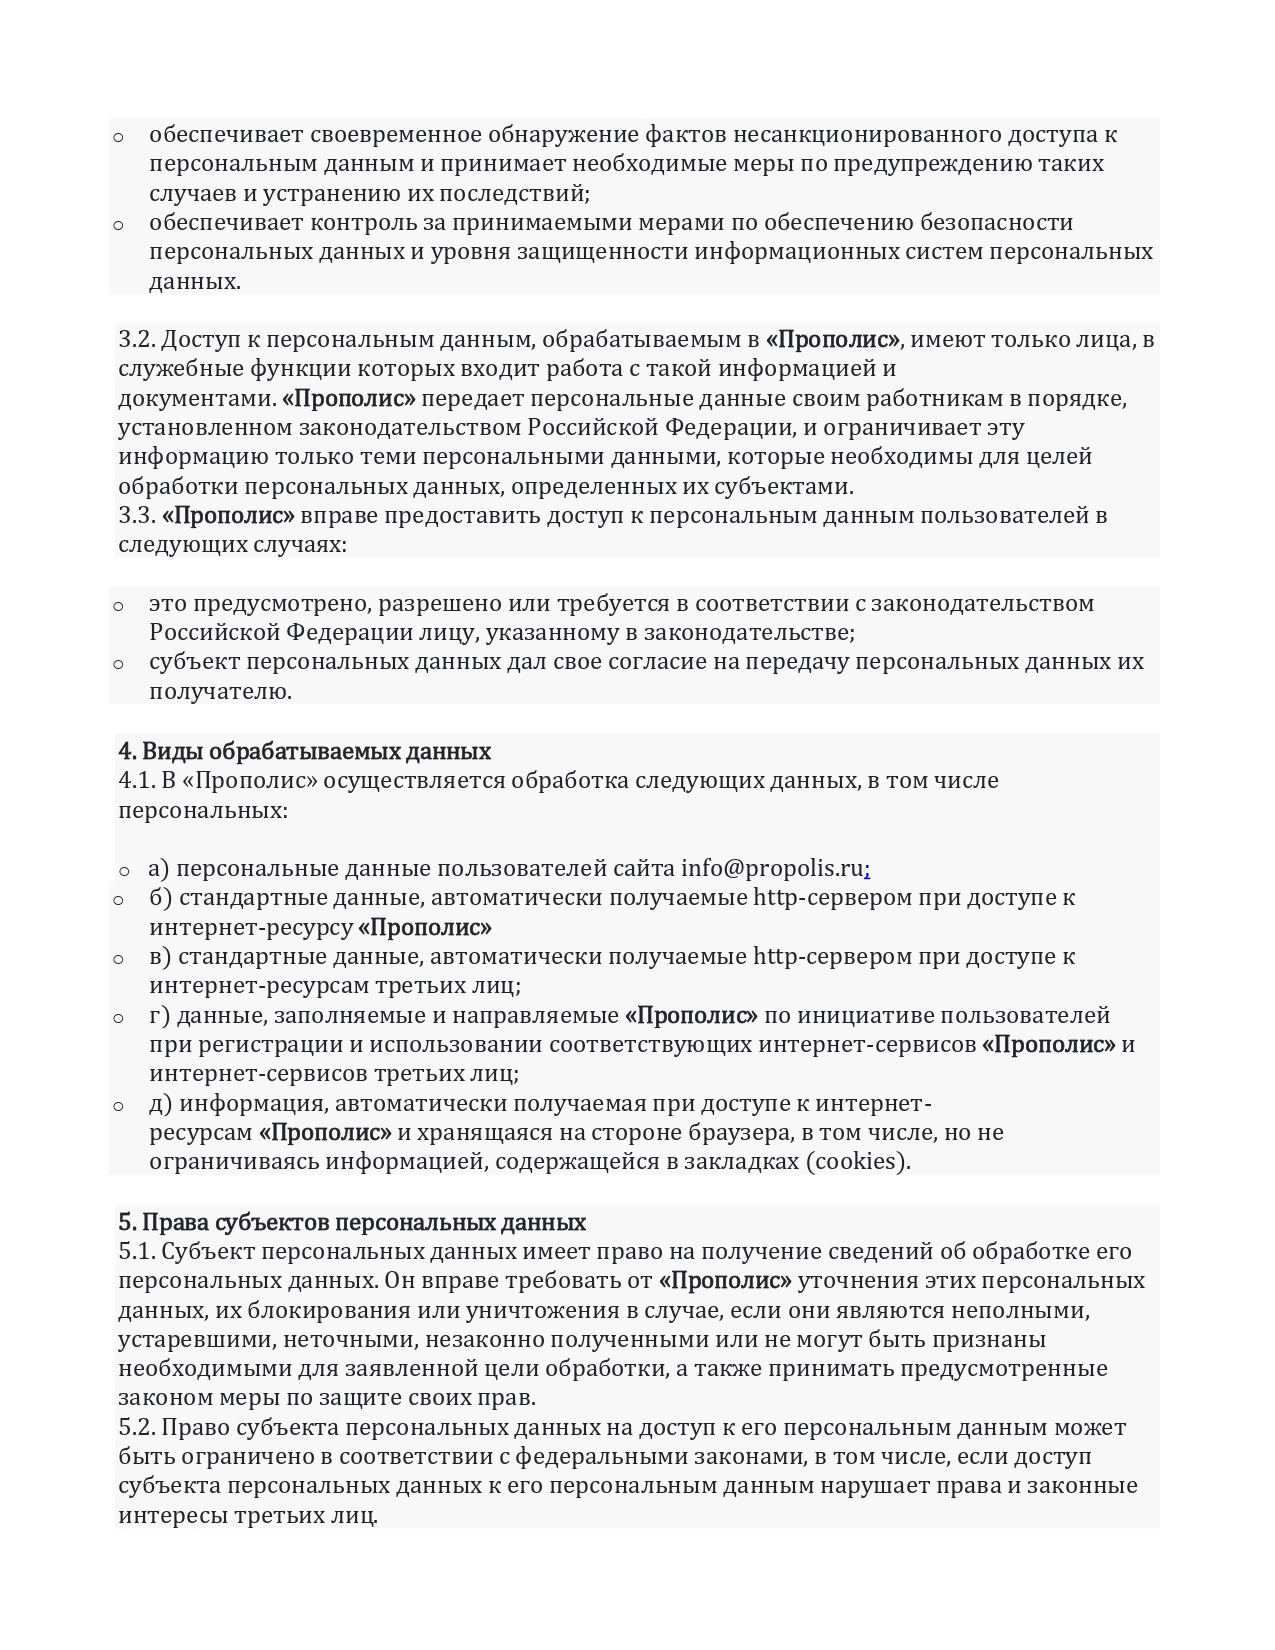 o обеспечивает своевременное обнаружение фактов несанкционированного доступа к
персональным данным и принимает необходимые меры по предупреждению таких
случаев и устранению их последствий;
o обеспечивает контроль за принимаемыми мерами по обеспечению безопасности
персональных данных и уровня защищенности информационных систем персональных
данных.
3.2. Доступ к персональным данным, обрабатываемым в «Прополис», имеют только лица, в
служебные функции которых входит работа с такой информацией и
документами. «Прополис» передает персональные данные своим работникам в порядке,
установленном законодательством Российской Федерации, и ограничивает эту
информацию только теми персональными данными, которые необходимы для целей
обработки персональных данных, определенных их субъектами.
3.3. «Прополис» вправе предоставить доступ к персональным данным пользователей в
следующих случаях:
o это предусмотрено, разрешено или требуется в соответствии с законодательством
Российской Федерации лицу, указанному в законодательстве;
o субъект персональных данных дал свое согласие на передачу персональных данных их
получателю.
4. Виды обрабатываемых данных
4.1. В «Прополис» осуществляется обработка следующих данных, в том числе
персональных:
o а) персональные данные пользователей сайта info@propolis.ru;
o б) стандартные данные, автоматически получаемые http-сервером при доступе к
интернет-ресурсу «Прополис»
o в) стандартные данные, автоматически получаемые http-сервером при доступе к
интернет-ресурсам третьих лиц;
o г) данные, заполняемые и направляемые «Прополис» по инициативе пользователей
при регистрации и использовании соответствующих интернет-сервисов «Прополис» и
интернет-сервисов третьих лиц;
o д) информация, автоматически получаемая при доступе к интернет-
ресурсам «Прополис» и хранящаяся на стороне браузера, в том числе, но не
ограничиваясь информацией, содержащейся в закладках (cookies).
5. Права субъектов персональных данных
5.1. Субъект персональных данных имеет право на получение сведений об обработке его
персональных данных. Он вправе требовать от «Прополис» уточнения этих персональных
данных, их блокирования или уничтожения в случае, если они являются неполными,
устаревшими, неточными, незаконно полученными или не могут быть признаны
необходимыми для заявленной цели обработки, а также принимать предусмотренные
законом меры по защите своих прав.
5.2. Право субъекта персональных данных на доступ к его персональным данным может
быть ограничено в соответствии с федеральными законами, в том числе, если доступ
субъекта персональных данных к его персональным данным нарушает права и законные
интересы третьих лиц.